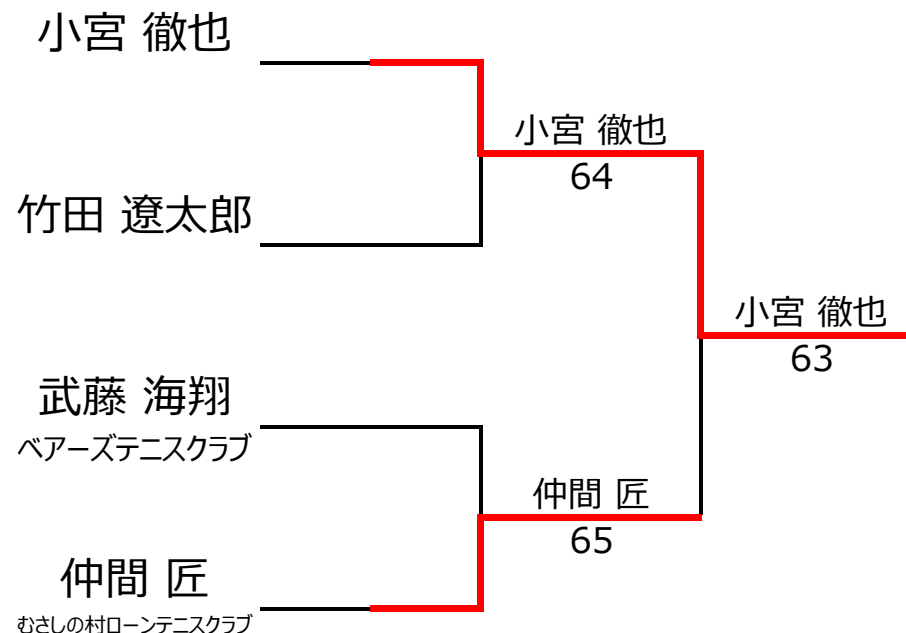 小宮 徹也
小宮 徹也
64
竹田 遼太郎
小宮 徹也
63
武藤 海翔
ベアーズテニスクラブ
仲間 匠
65
仲間 匠
むさしの村ローンテニスクラブ